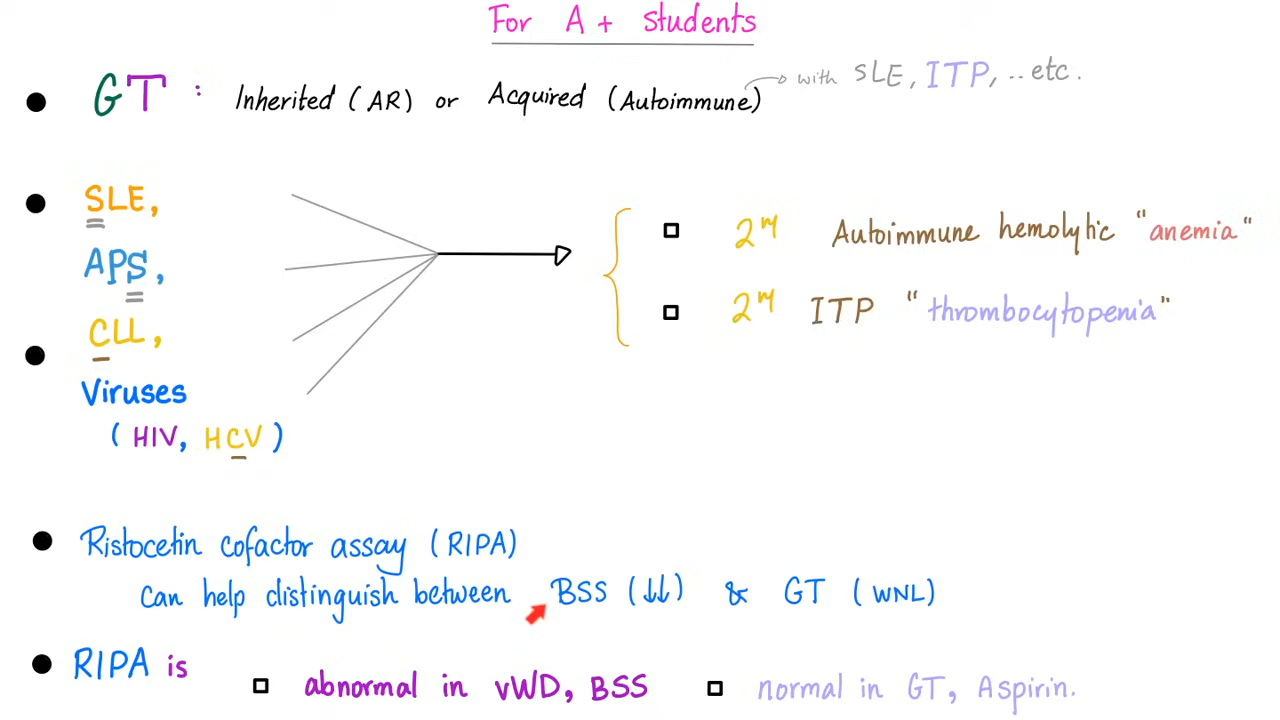 For A+ students
GT : Inherited (AR) or Acquired (Autoimmune) with SLE, ITP, ..etc.
SLE,
APS,
CLL,
Viruses
(HIV, HCV)
2ry Autoimmune hemolytic "anemia"
2ry ITP "thrombocytopenia"
Ristocetin cofactor assay (RIPA)
can help distinguish between BSS (↓↓) & GT (WNL)
RIPA is
abnormal in vWD, BSS
normal in GT, Aspirin.